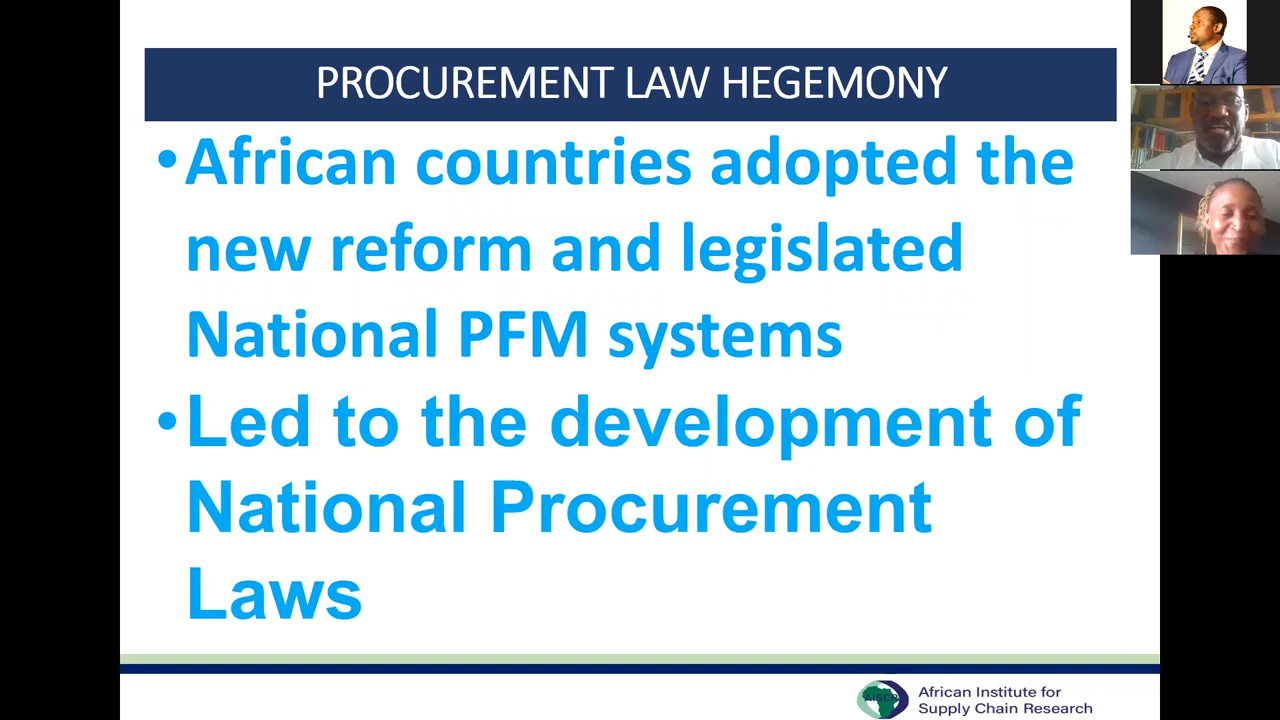 PROCUREMENT LAW HEGEMONY
•African countries adopted the
new reform and legislated
National PFM systems
•Led to the development of
National Procurement
Laws
AISCR
African Institute for
Supply Chain Research